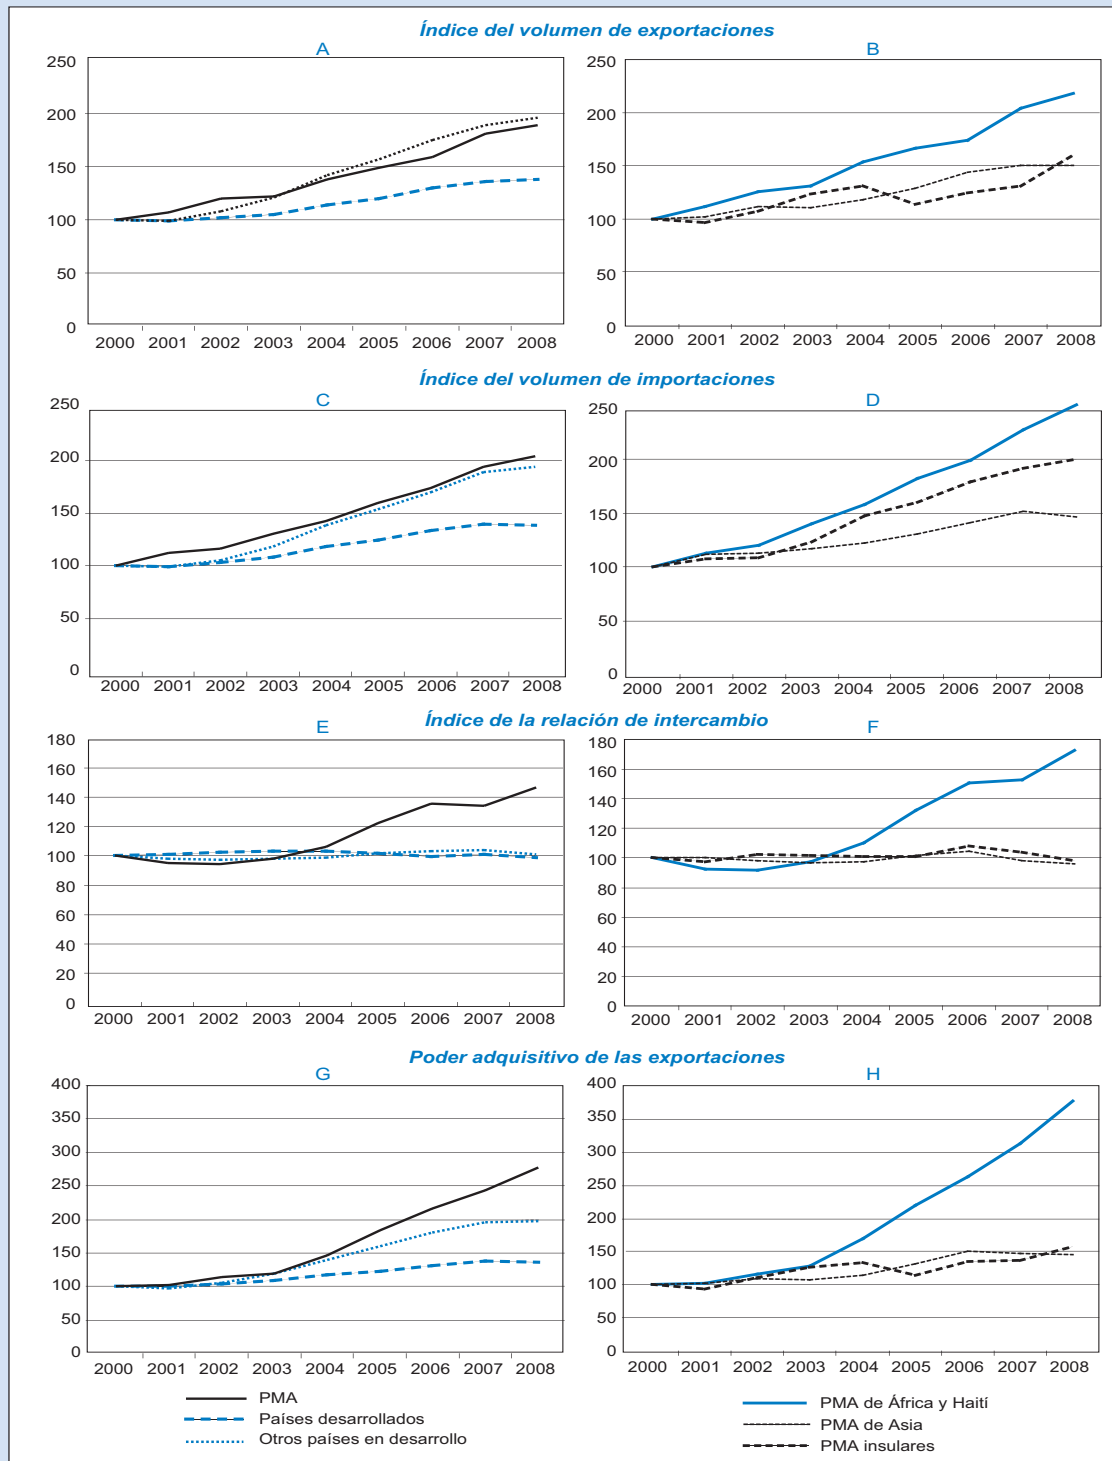 Índice del volumen de exportaciones
A
250
200
150
100
50
0
2000 2001 2002 2003 2004 2005 2006 2007 2008
B
250
200
150
100
50
0
2000 2001 2002 2003 2004 2005 2006 2007 2008
Índice del volumen de importaciones
C
250
200
150
100
50
0
2000 2001 2002 2003 2004 2005 2006 2007 2008
D
250
200
150
100
50
0
2000 2001 2002 2003 2004 2005 2006 2007 2008
Índice de la relación de intercambio
E
180
160
140
120
100
80
60
40
20
0
2000 2001 2002 2003 2004 2005 2006 2007 2008
F
180
160
140
120
100
80
60
40
20
0
2000 2001 2002 2003 2004 2005 2006 2007 2008
Poder adquisitivo de las exportaciones
G
400
350
300
250
200
150
100
50
0
2000 2001 2002 2003 2004 2005 2006 2007 2008
H
400
350
300
250
200
150
100
50
0
2000 2001 2002 2003 2004 2005 2006 2007 2008
PMA
Países desarrollados
Otros países en desarrollo
PMA de África y Haití
PMA de Asia
PMA insulares